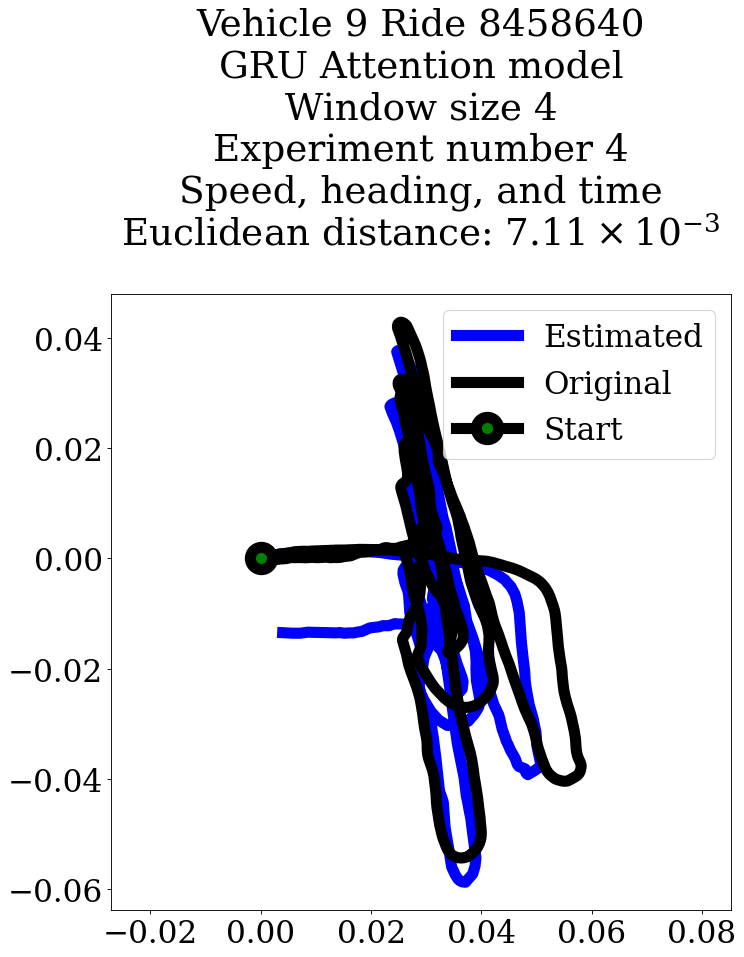 Vehicle 9 Ride 8458640
GRU Attention model
Window size 4
Experiment number 4
Speed, heading, and time
Euclidean distance: 7.11 × 10⁻³
Estimated
Original
Start
0.04
0.02
0.00
−0.02
−0.04
−0.06
−0.02 0.00 0.02 0.04 0.06 0.08